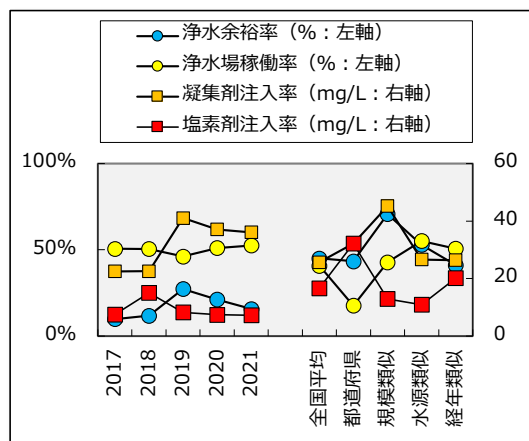 浄水余裕率（%：左軸）
浄水場稼働率（%：左軸）
凝集剤注入率（mg/L：右軸）
塩素剤注入率（mg/L：右軸）
100%
50%
0%
60
40
20
0
2017
2018
2019
2020
2021
全国平均
都道府県
規模類似
水源類似
経年類似